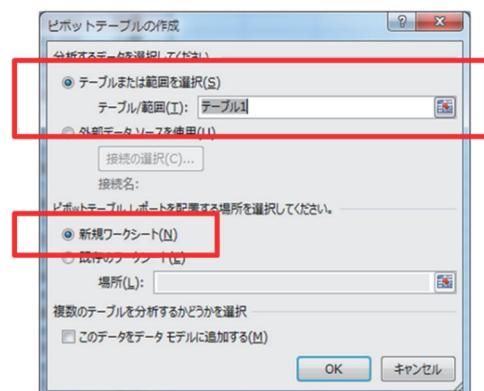 ピボットテーブルの作成
分析するデータを選択してください。
テーブルまたは範囲を選択(S)
テーブル/範囲(T): テーブル1
外部データ ソースを使用(U)
接続の選択(C)...
接続名:
ピボットテーブル レポートを配置する場所を選択してください。
新規ワークシート(N)
既存のワークシート(E)
場所(L):
複数のテーブルを分析するかどうかを選択
このデータをデータ モデルに追加する(M)
OK キャンセル